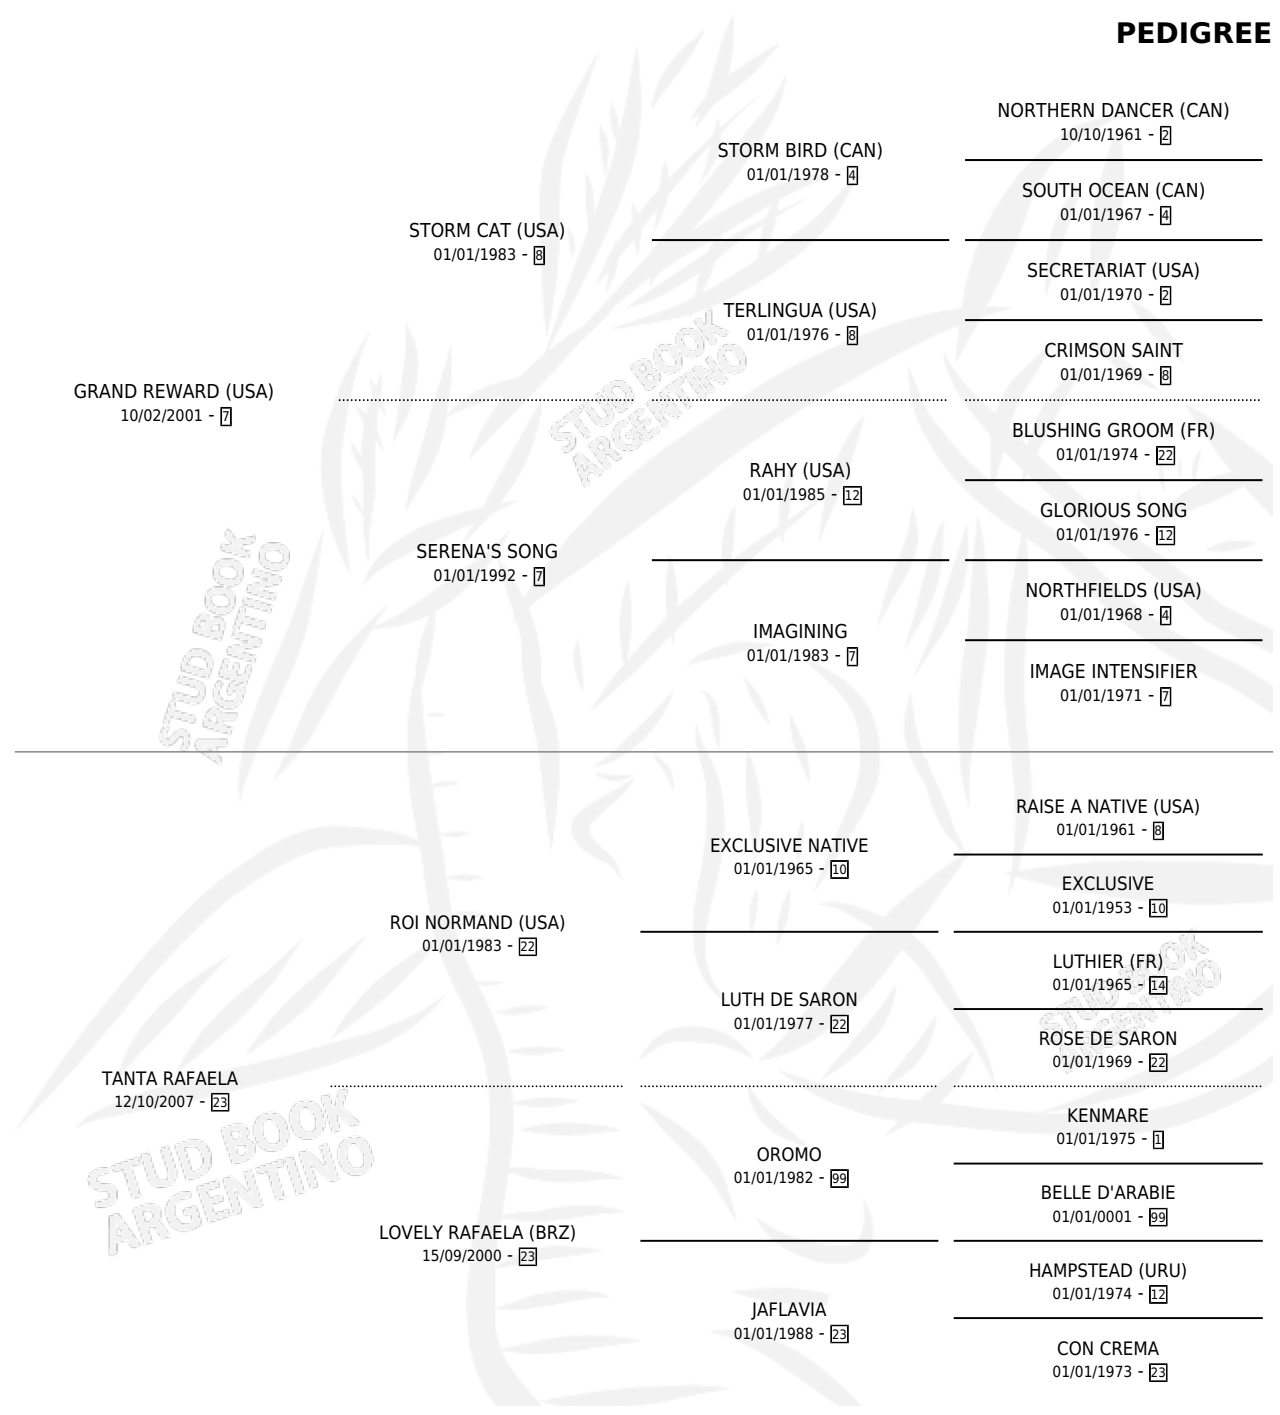 PEDIGREE
NORTHERN DANCER (CAN)
10/10/1961 - 2
STORM BIRD (CAN)
01/01/1978 - 4
SOUTH OCEAN (CAN)
01/01/1967 - 4
STORM CAT (USA)
01/01/1983 - 8
SECRETARIAT (USA)
01/01/1970 - 2
TERLINGUA (USA)
01/01/1976 - 8
CRIMSON SAINT
01/01/1969 - 8
GRAND REWARD (USA)
10/02/2001 - 7
BLUSHING GROOM (FR)
01/01/1974 - 22
RAHY (USA)
01/01/1985 - 12
GLORIOUS SONG
01/01/1976 - 12
SERENA'S SONG
01/01/1992 - 7
NORTHFIELDS (USA)
01/01/1968 - 4
IMAGINING
01/01/1983 - 7
IMAGE INTENSIFIER
01/01/1971 - 7
RAISE A NATIVE (USA)
01/01/1961 - 8
EXCLUSIVE NATIVE
01/01/1965 - 10
EXCLUSIVE
01/01/1953 - 10
ROI NORMAND (USA)
01/01/1983 - 22
LUTHIER (FR)
01/01/1965 - 14
LUTH DE SARON
01/01/1977 - 22
ROSE DE SARON
01/01/1969 - 22
TANTA RAFAELA
12/10/2007 - 23
KENMARE
01/01/1975 - 1
OROMO
01/01/1982 - 99
BELLE D'ARABIE
01/01/0001 - 99
LOVELY RAFAELA (BRZ)
15/09/2000 - 23
HAMPSTEAD (URU)
01/01/1974 - 12
JAFLAVIA
01/01/1988 - 23
CON CREMA
01/01/1973 - 23
STUD BOOK
ARGENTINO
STUD BOOK
ARGENTINO
STUD BOOK
ARGENTINO
STUD BOOK
ARGENTINO